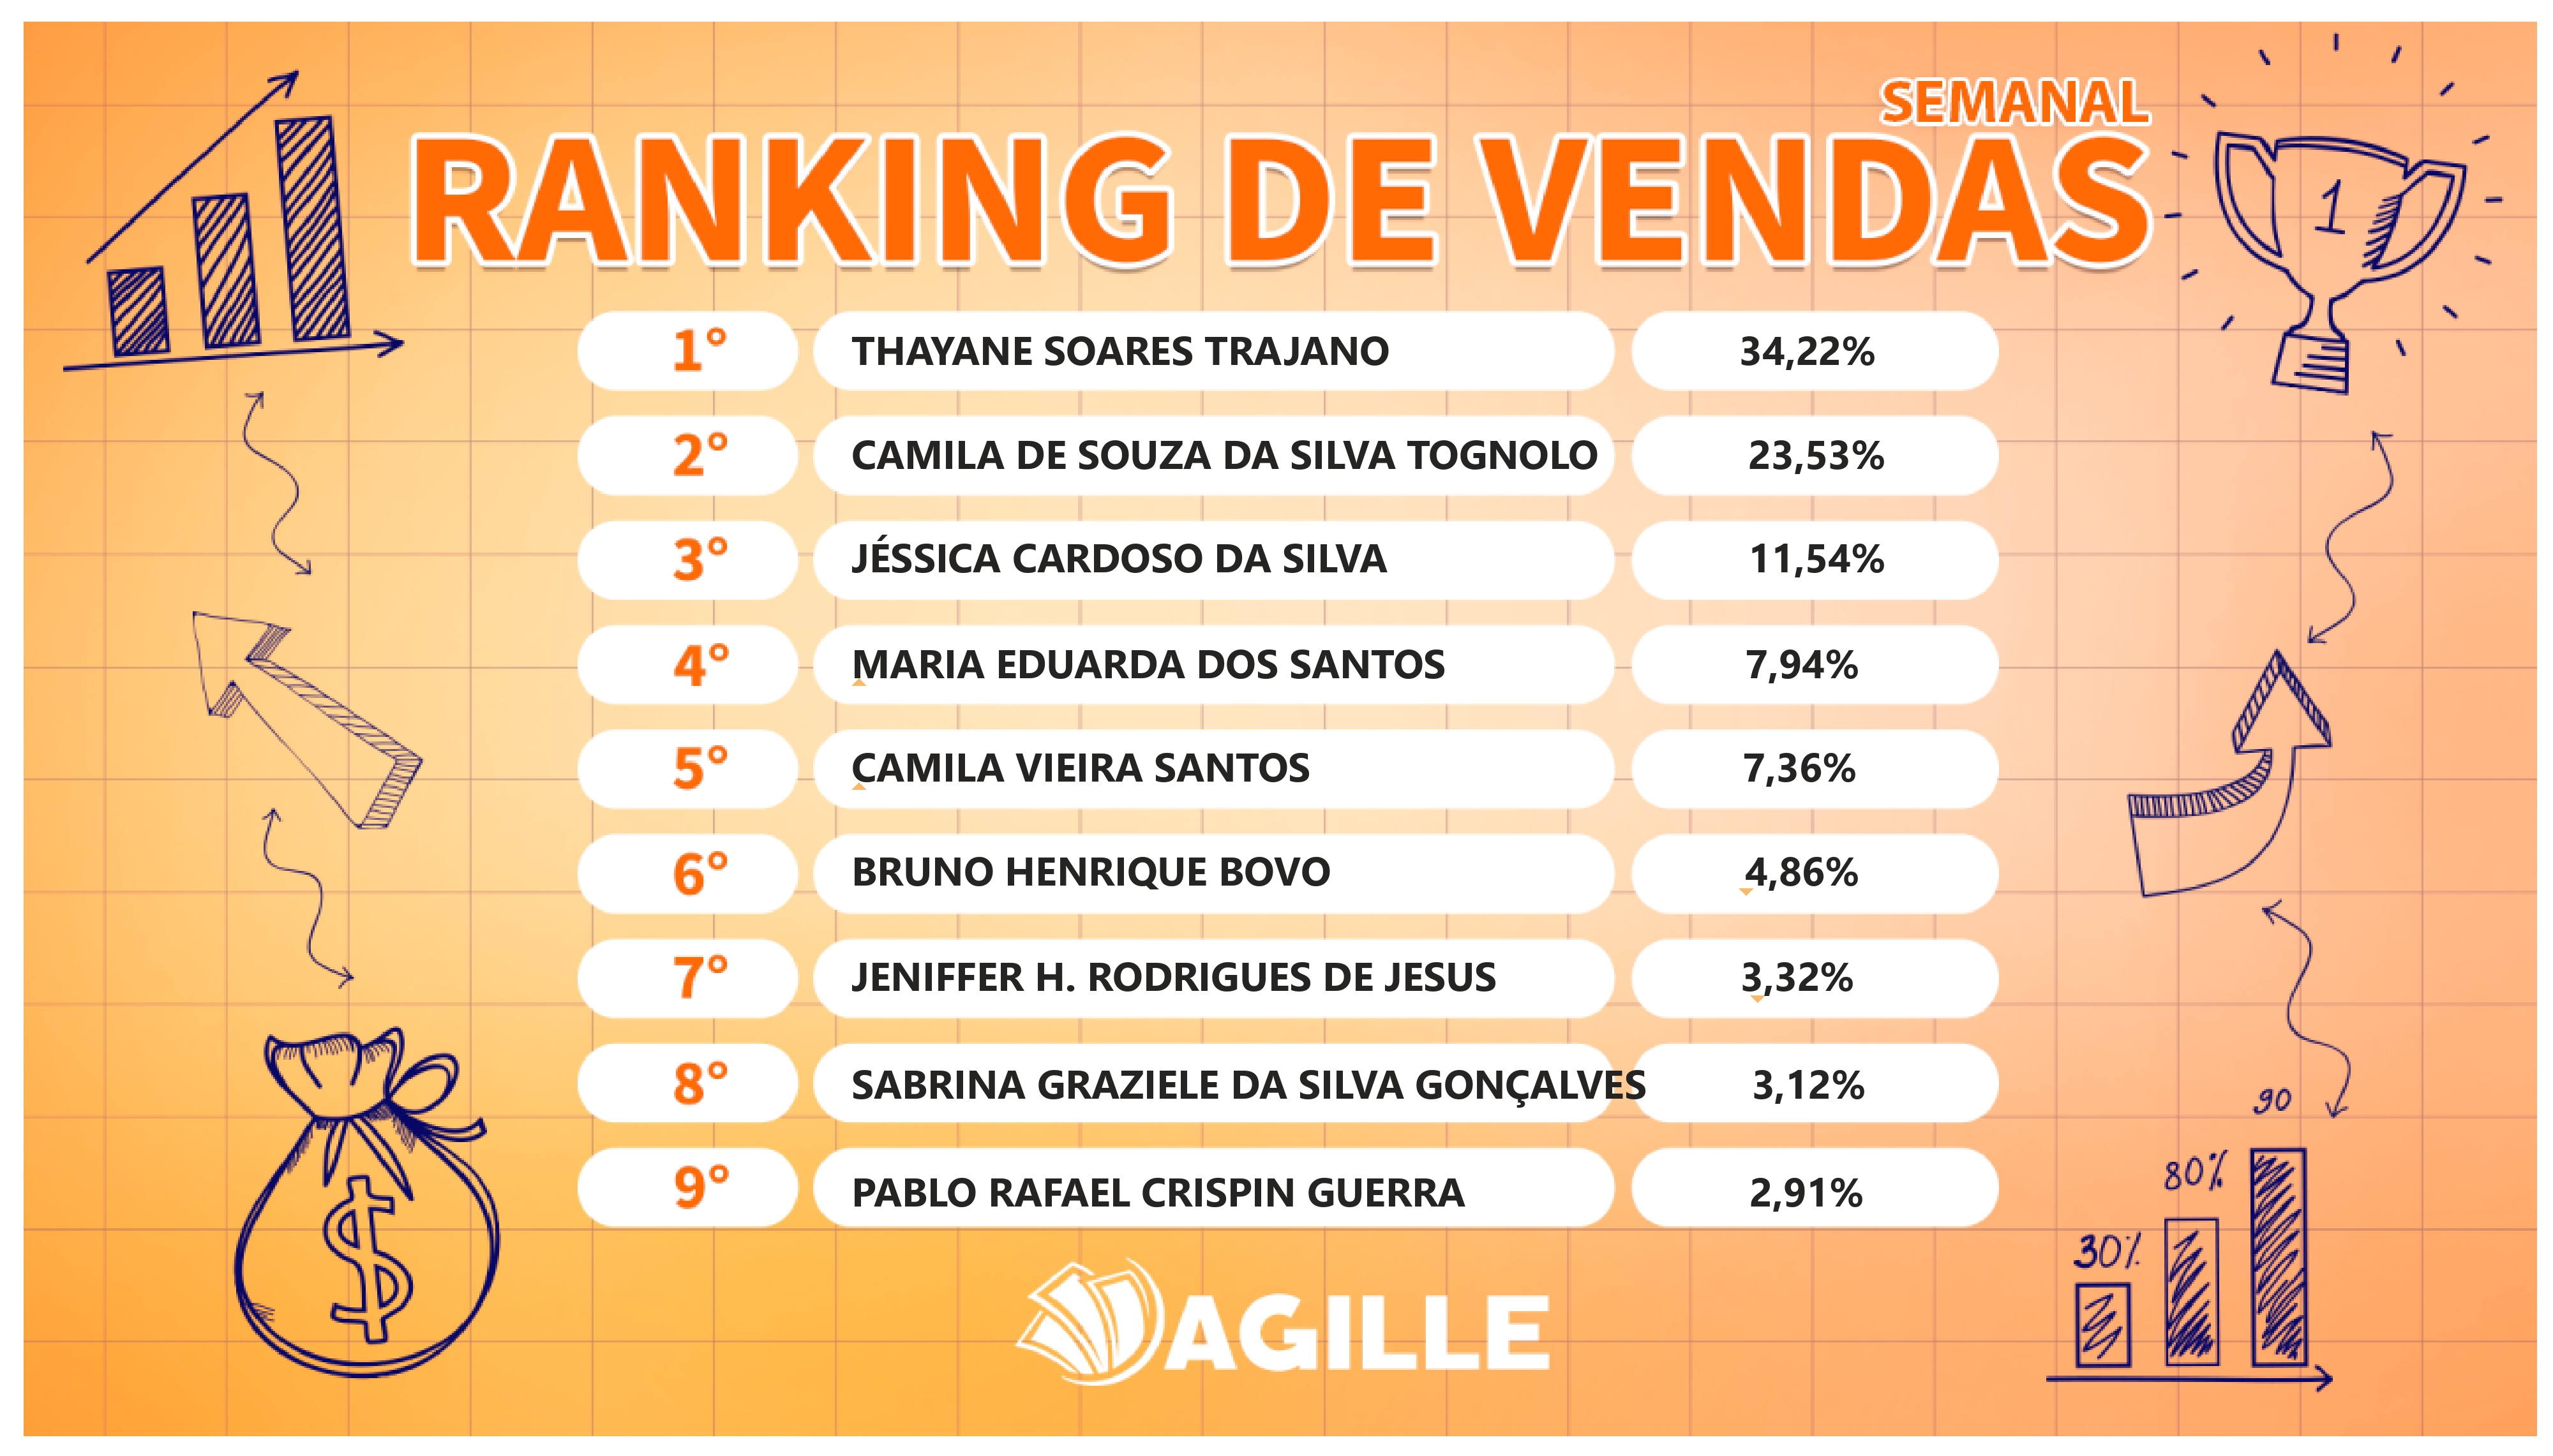 SEMANAL
RANKING DE VENDAS
1
1° THAYANE SOARES TRAJANO 34,22%
2° CAMILA DE SOUZA DA SILVA TOGNOLO 23,53%
3° JÉSSICA CARDOSO DA SILVA 11,54%
4° MARIA EDUARDA DOS SANTOS 7,94%
5° CAMILA VIEIRA SANTOS 7,36%
6° BRUNO HENRIQUE BOVO 4,86%
7° JENIFFER H. RODRIGUES DE JESUS 3,32%
8° SABRINA GRAZIELE DA SILVA GONÇALVES 3,12%
9° PABLO RAFAEL CRISPIN GUERRA 2,91%
$
90
80%
30%
AGILLE